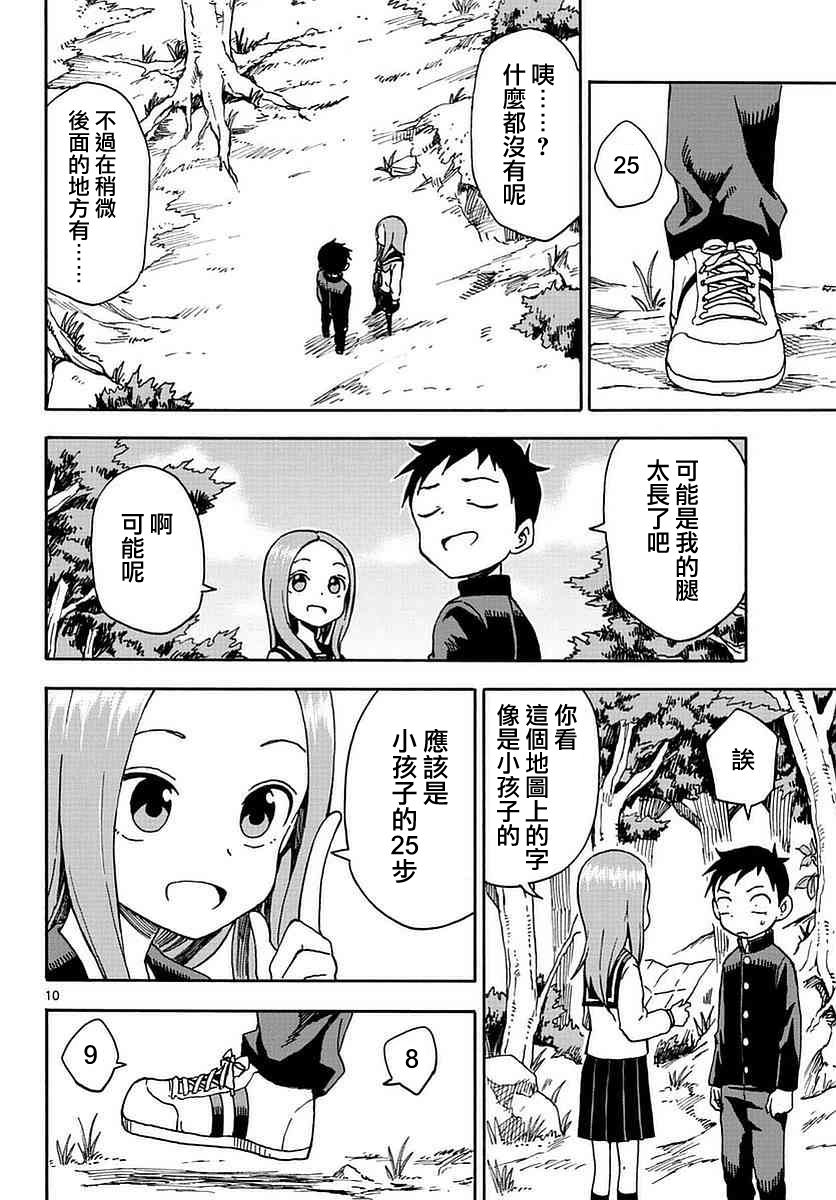 25
咦……?
什麼都沒有呢
不過在稍微
後面的地方有……
可能是我的腿
太長了吧
啊
可能呢
誒
你看
這個地圖上的字
像是小孩子的
應該是
小孩子的25步
10
8
9